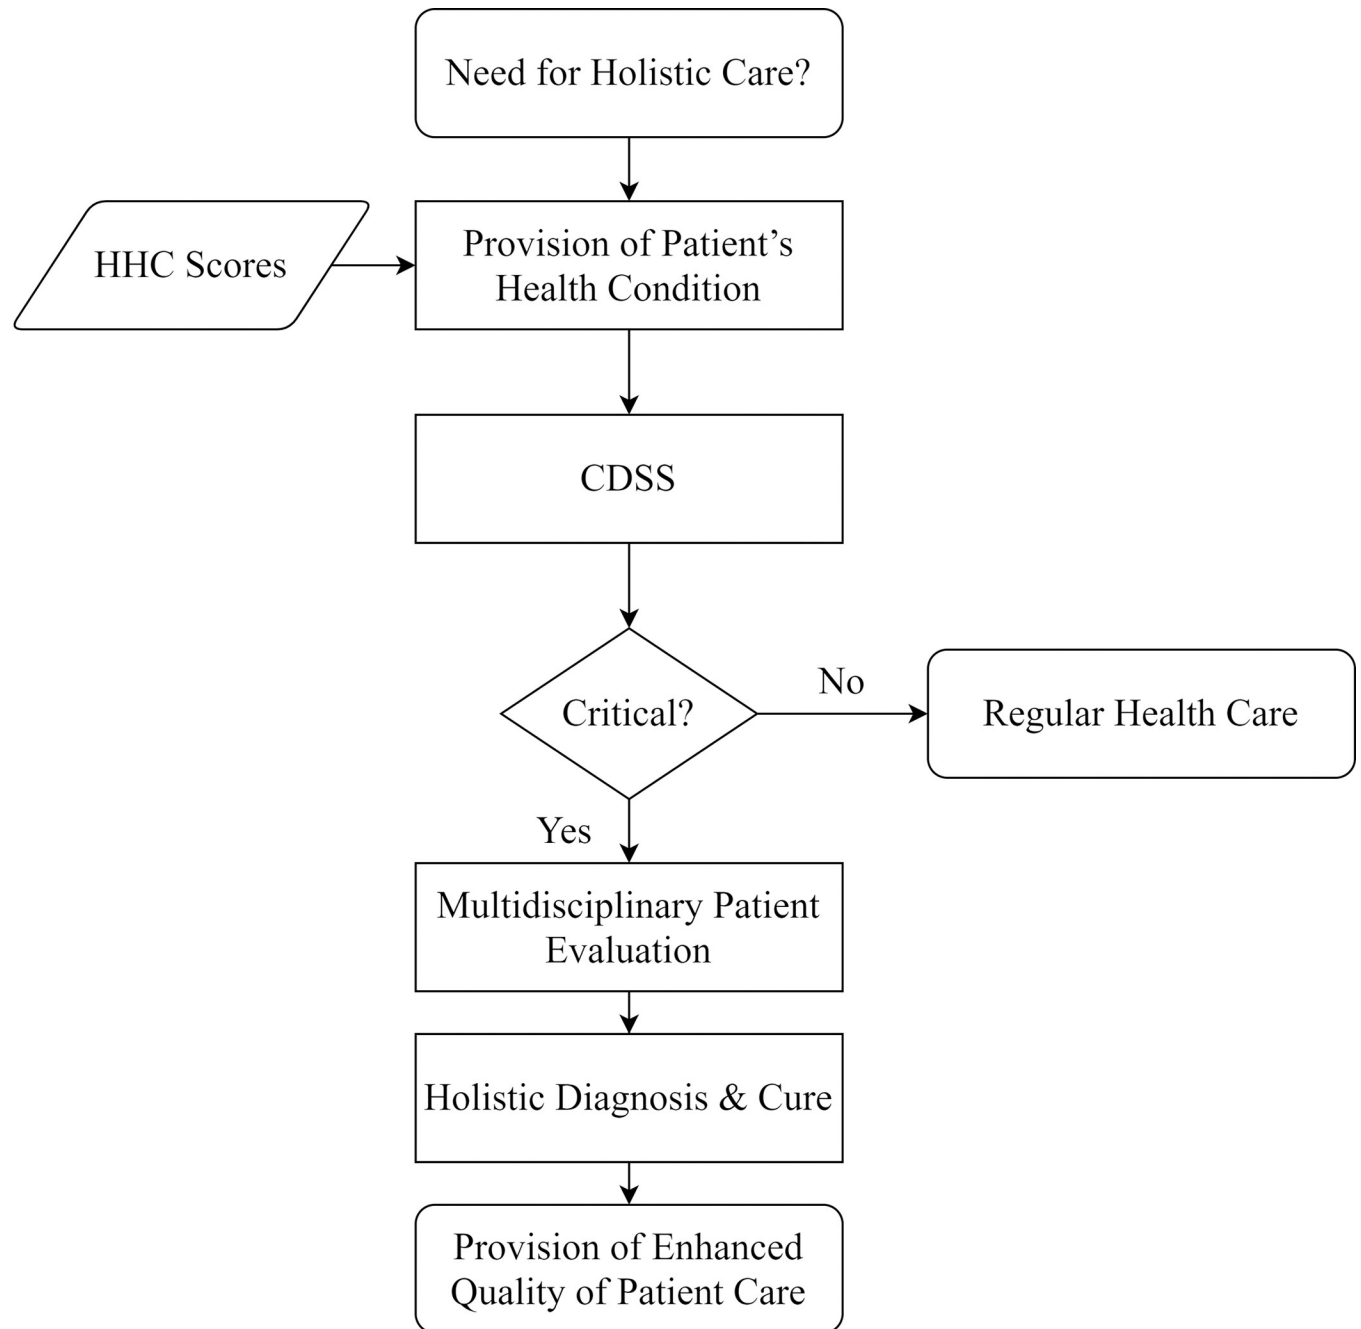 Need for Holistic Care?
HHC Scores
Provision of Patient’s
Health Condition
CDSS
Critical?
No
Regular Health Care
Yes
Multidisciplinary Patient
Evaluation
Holistic Diagnosis & Cure
Provision of Enhanced
Quality of Patient Care